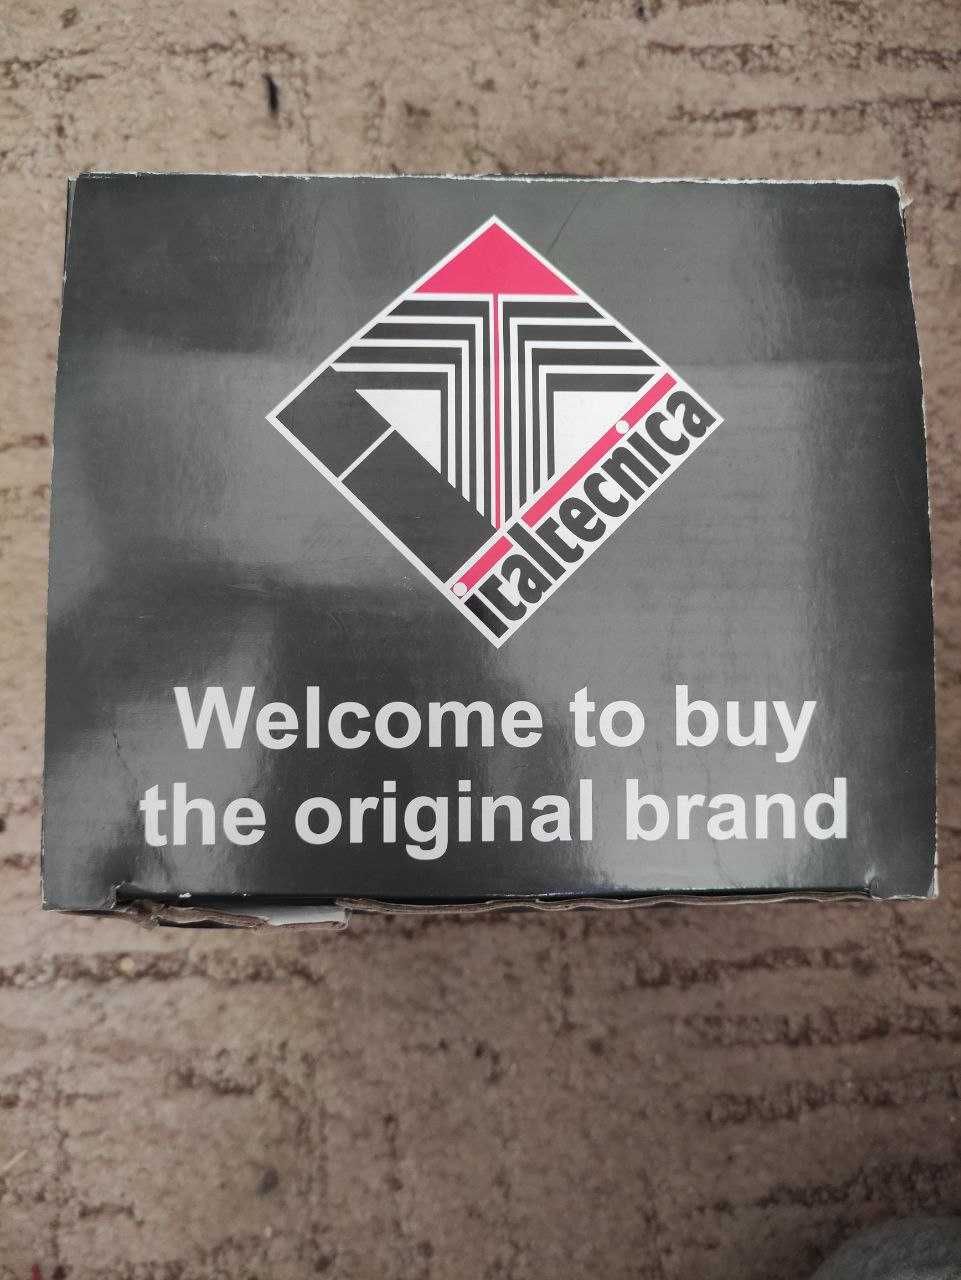 italtecnica
Welcome to buy
the original brand